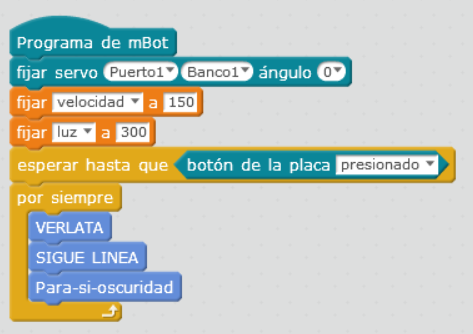 Programa de mBot
fijar servo Puerto1 Banco1 ángulo 0
fijar velocidad a 150
fijar luz a 300
esperar hasta que botón de la placa presionado
por siempre
VERLATA
SIGUE LINEA
Para-si-oscuridad